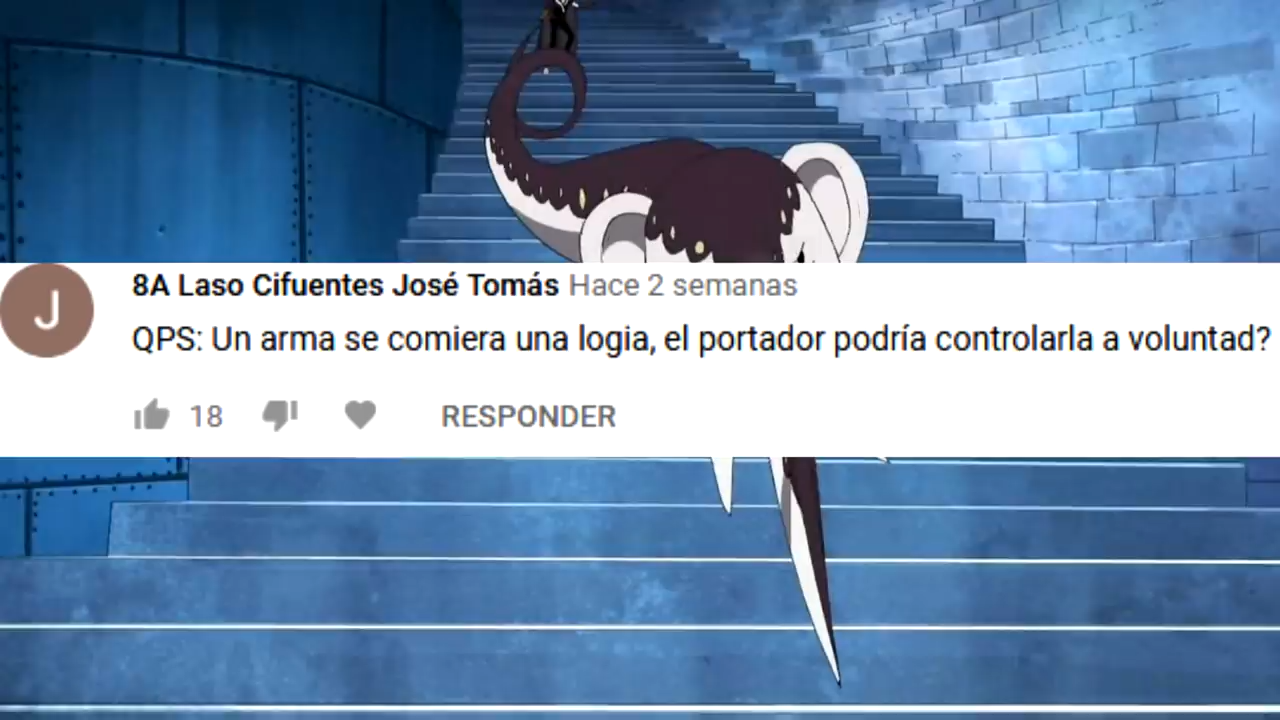 8A Laso Cifuentes José Tomás Hace 2 semanas
QPS: Un arma se comiera una logia, el portador podría controlarla a voluntad?
18 RESPONDER
J